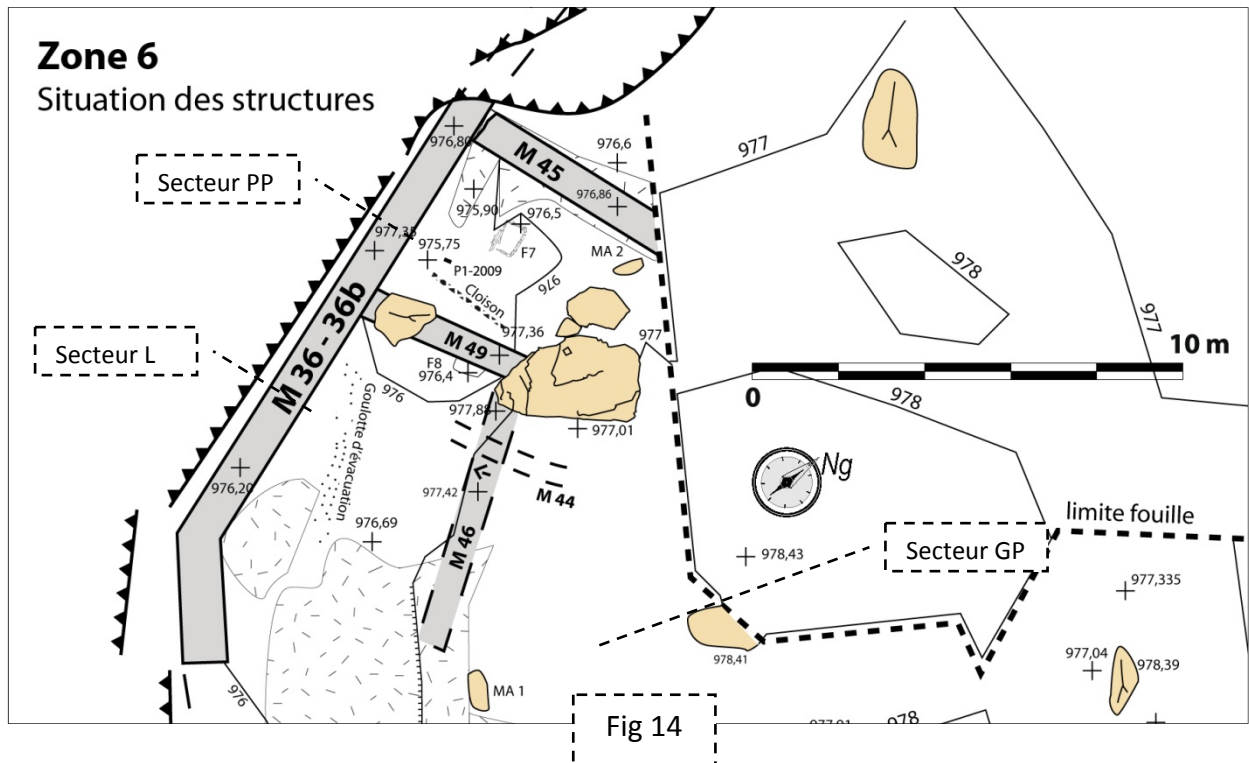 Zone 6
Situation des structures
Secteur PP
Secteur L
Secteur GP
976,80
M 45
976,6
976,86
975,90
976,5
F7
MA 2
977,35
975,75
P1-2009
Cloison
976
977
978
977
977,36
M 49
F8
976,4
976
977
M 36 - 36b
Goulotte d'évacuation
977,88
977,01
M 44
977,42
M 46
976,20
976,69
10 m
0
978
Ng
978,43
limite fouille
977,335
977,04
978,39
978,41
MA 1
976
978
Fig 14